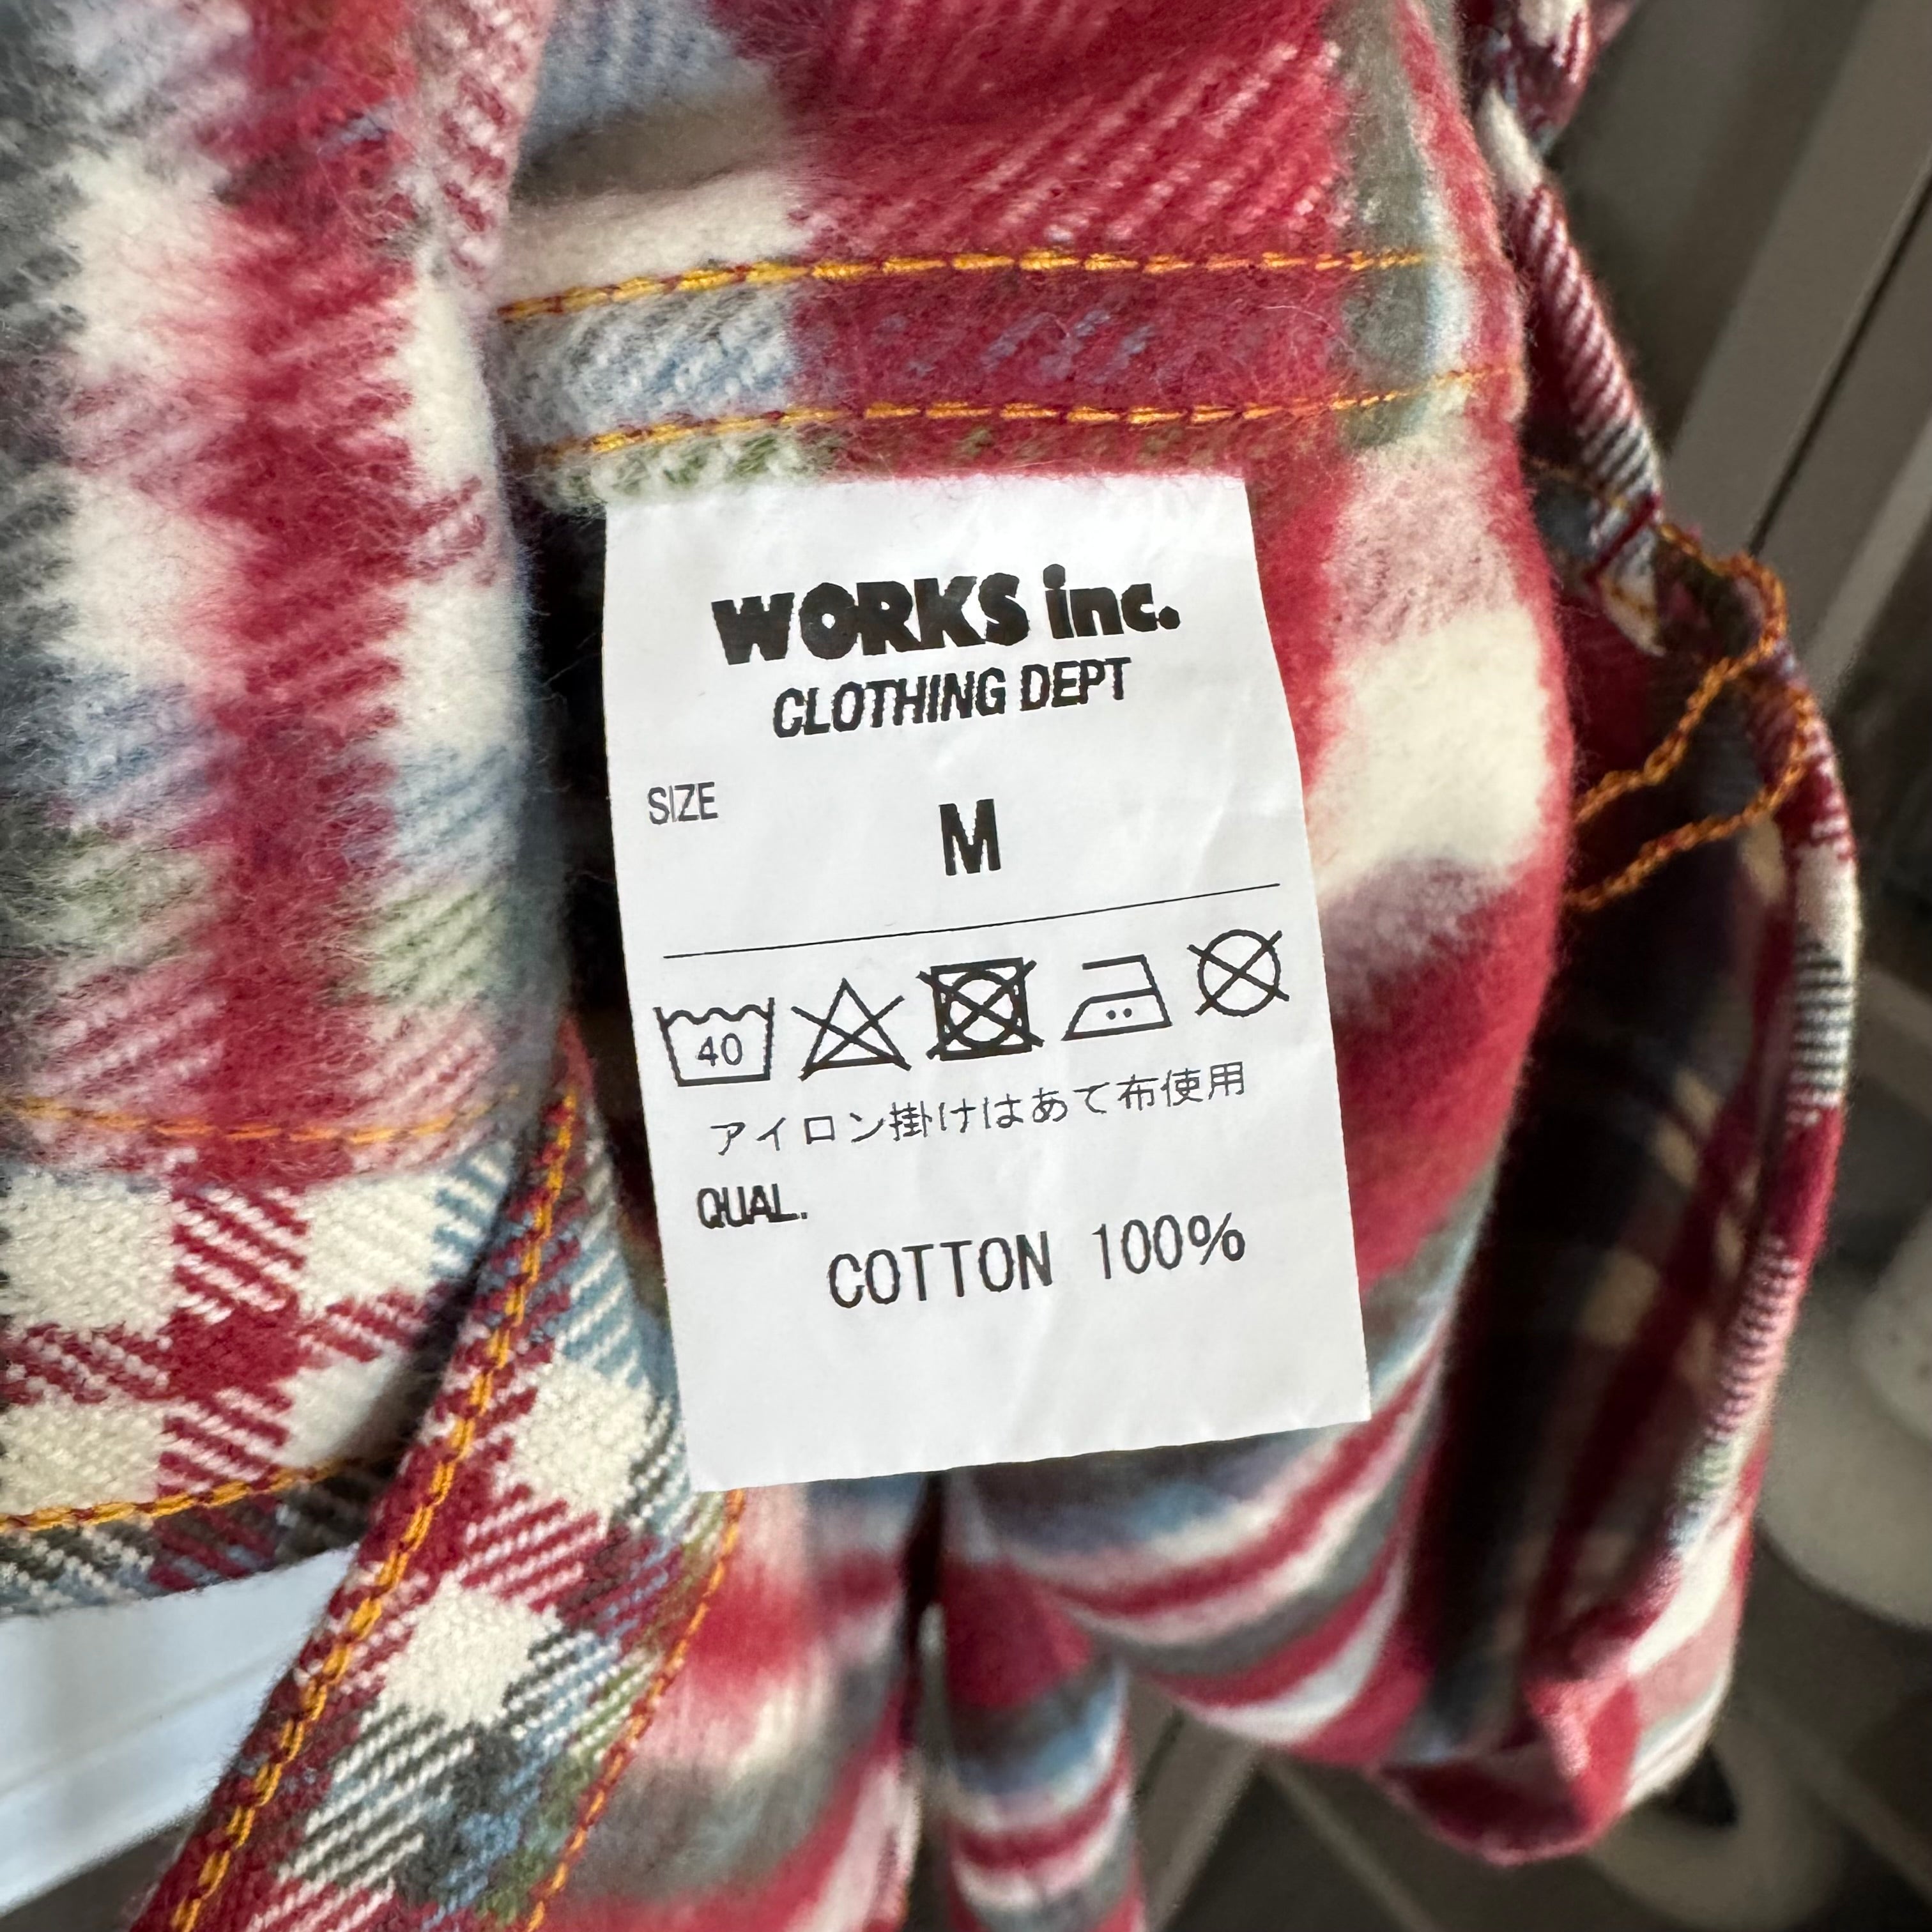 WORKS inc.
CLOTHING DEPT
SIZE
M
40
アイロン掛けはあて布使用
QUAL.
COTTON 100%